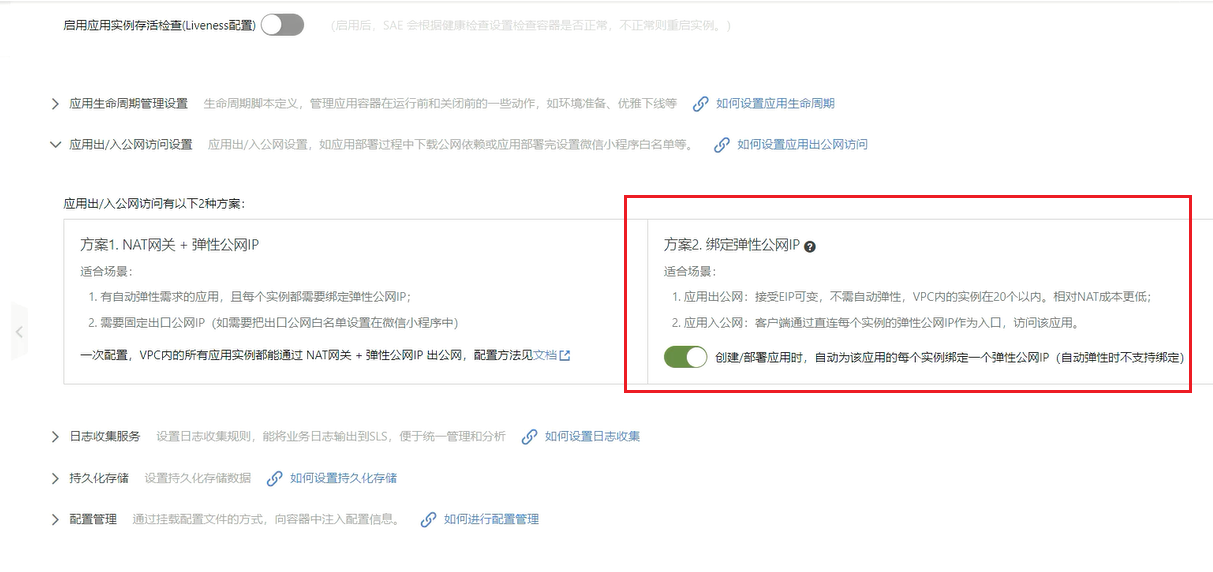 启用应用实例存活检查(Liveness配置) (启用后，SAE 会根据健康检查设置检查容器是否正常，不正常则重启实例。)
应用生命周期管理设置 生命周期脚本定义，管理应用容器在运行前和关闭前的一些动作，如环境准备、优雅下线等 如何设置应用生命周期
应用出/入公网访问设置 应用出/入公网设置，如应用部署过程中下载公网依赖或应用部署完设置微信小程序白名单等。 如何设置应用出公网访问
应用出/入公网访问有以下2种方案：
方案1. NAT网关 + 弹性公网IP
适合场景：
1. 有自动弹性需求的应用，且每个实例都需要绑定弹性公网IP；
2. 需要固定出口公网IP（如需要把出口公网白名单设置在微信小程序中）
一次配置，VPC内的所有应用实例都能通过 NAT网关 + 弹性公网IP 出公网，配置方法见文档
方案2. 绑定弹性公网IP
适合场景：
1. 应用出公网：接受EIP可变，不需自动弹性，VPC内的实例在20个以内。相对NAT成本更低；
2. 应用入公网：客户端通过直连每个实例的弹性公网IP作为入口，访问该应用。
创建/部署应用时，自动为该应用的每个实例绑定一个弹性公网IP（自动弹性时不支持绑定）
日志收集服务 设置日志收集规则，能将业务日志输出到SLS，便于统一管理和分析 如何设置日志收集
持久化存储 设置持久化存储数据 如何设置持久化存储
配置管理 通过挂载配置文件的方式，向容器中注入配置信息。 如何进行配置管理